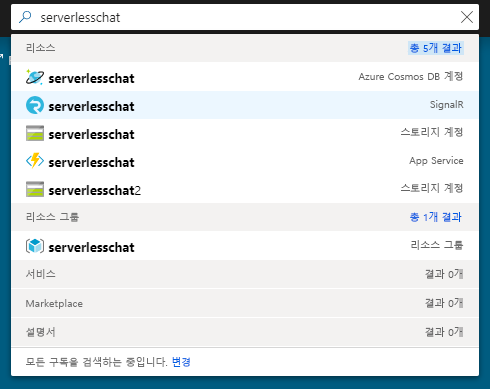 serverlesschat
리소스 총 5개 결과
serverlesschat Azure Cosmos DB 계정
serverlesschat SignalR
serverlesschat 스토리지 계정
serverlesschat App Service
serverlesschat2 스토리지 계정
리소스 그룹 총 1개 결과
serverlesschat 리소스 그룹
서비스 결과 0개
Marketplace 결과 0개
설명서 결과 0개
모든 구독을 검색하는 중입니다. 변경